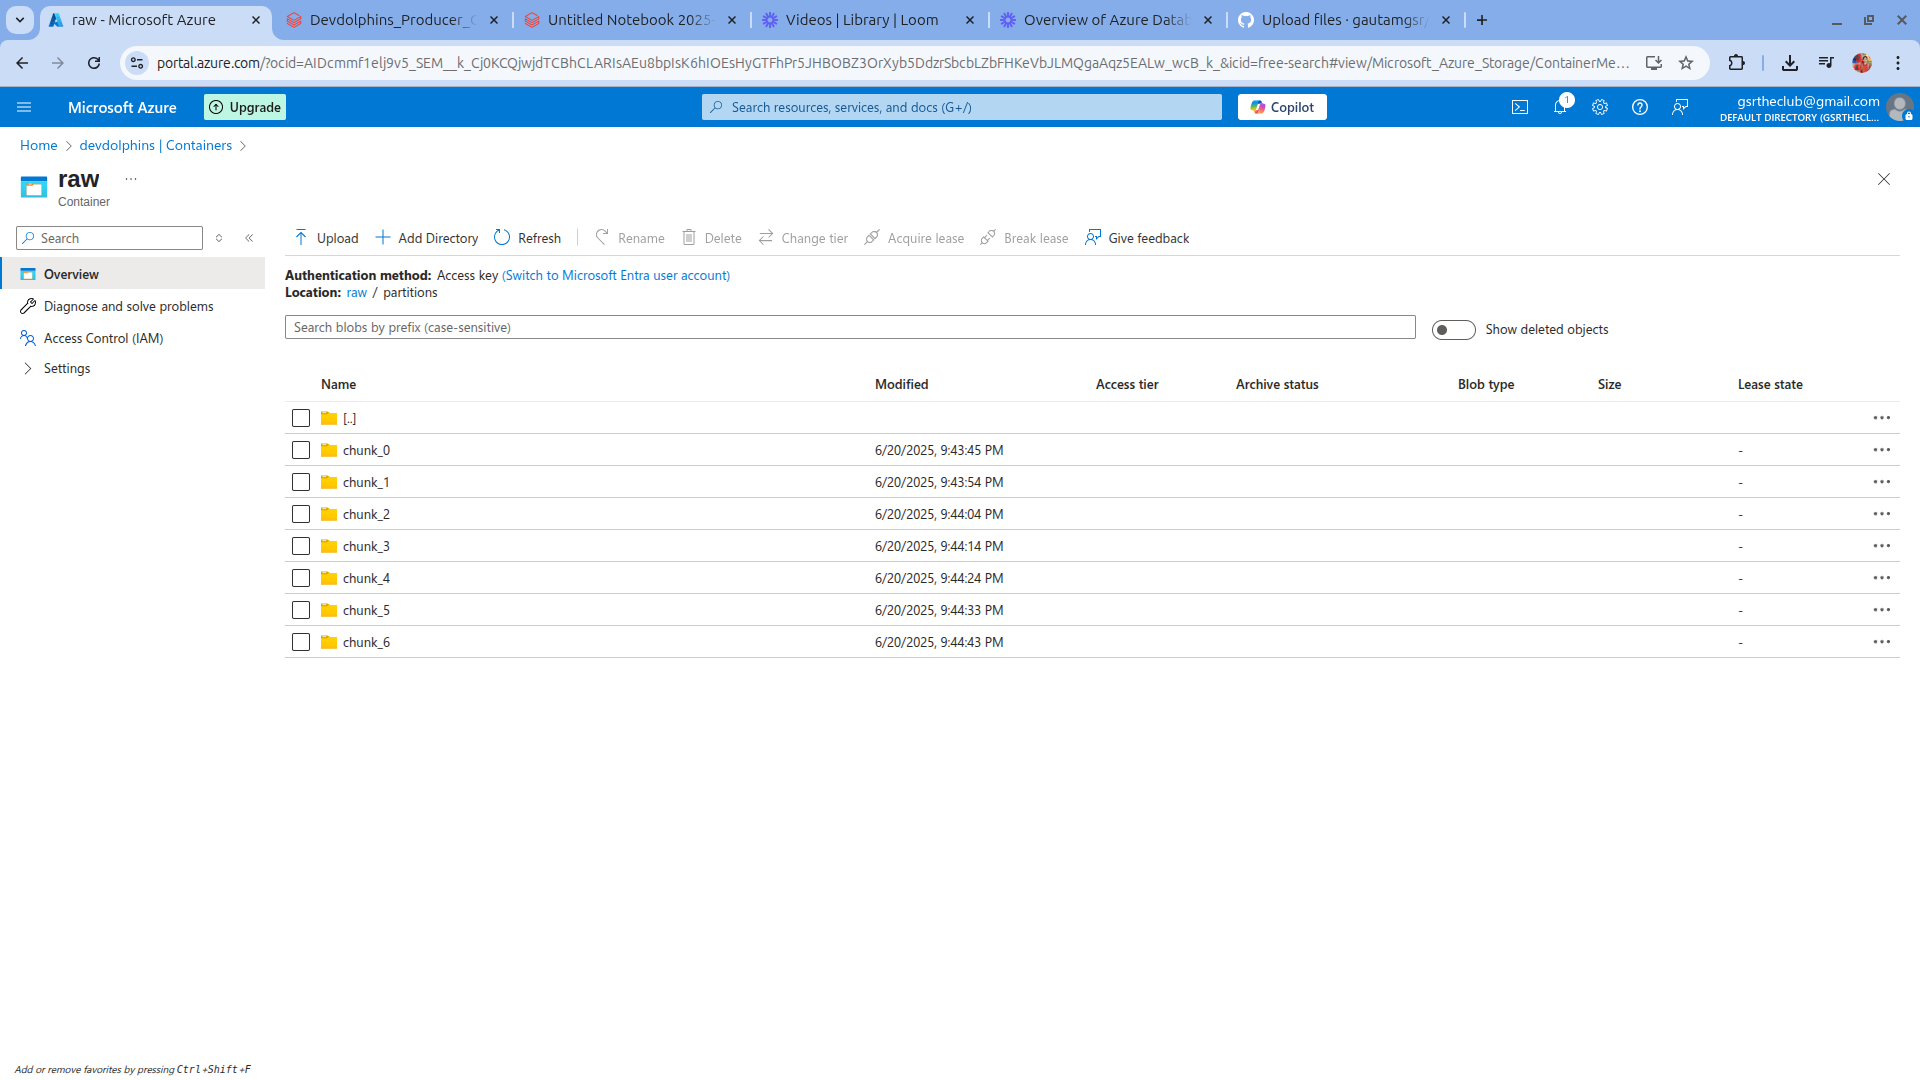 raw - Microsoft Azure
Devdolphins_Producer_C
Untitled Notebook 2025-
Videos | Library | Loom
Overview of Azure Datab
Upload files · gautamgsr/
portal.azure.com/?ocid=AIDcmmf1elj9v5_SEM__k_Cj0KCQjwjdTCBhCLARIsAEu8bpIsK6hIOEsHyGTFhPr5JHBOBZ3OrXyb5DdzrSbcbLZbFHKeVbJLMQgaAqz5EALw_wcB_k_&icid=free-search#view/Microsoft_Azure_Storage/ContainerMe...
Microsoft Azure
Upgrade
Search resources, services, and docs (G+/)
Copilot
1
gsrtheclub@gmail.com
DEFAULT DIRECTORY (GSRTHECL...
Home
devdolphins | Containers
raw
...
Container
Search
Overview
Diagnose and solve problems
Access Control (IAM)
Settings
Upload
Add Directory
Refresh
Rename
Delete
Change tier
Acquire lease
Break lease
Give feedback
Authentication method: Access key (Switch to Microsoft Entra user account)
Location: raw / partitions
Search blobs by prefix (case-sensitive)
Show deleted objects
Name Modified Access tier Archive status Blob type Size Lease state
[..]
chunk_0 6/20/2025, 9:43:45 PM -
chunk_1 6/20/2025, 9:43:54 PM -
chunk_2 6/20/2025, 9:44:04 PM -
chunk_3 6/20/2025, 9:44:14 PM -
chunk_4 6/20/2025, 9:44:24 PM -
chunk_5 6/20/2025, 9:44:33 PM -
chunk_6 6/20/2025, 9:44:43 PM -
Add or remove favorites by pressing Ctrl+Shift+F